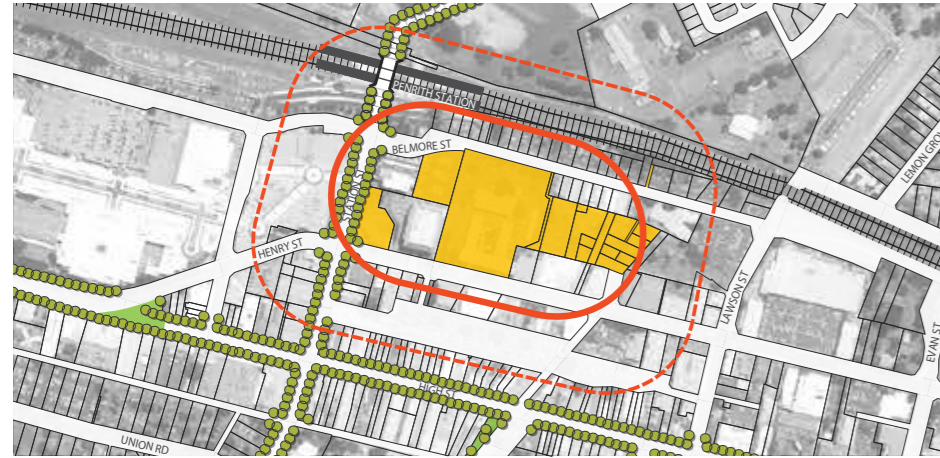 PENRITH STATION
BELMORE ST
STATION ST
HENRY ST
LEMON GRO
LAWSON ST
EVAN ST
HIGH S
UNION RD